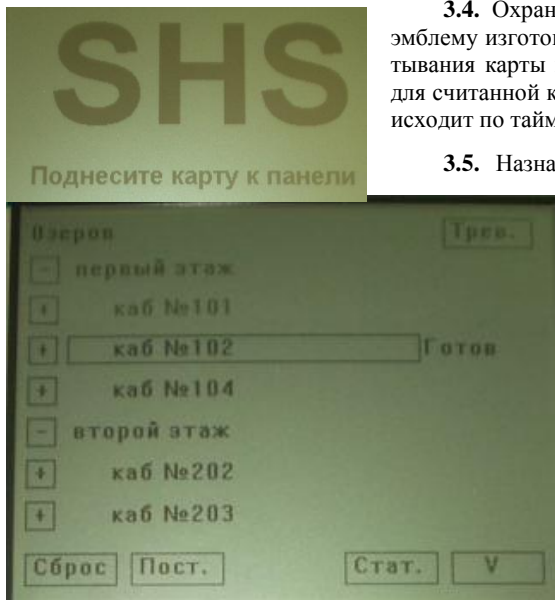 SHS
Поднесите карту к панели
3.4. Охран
эмблему изготов
тывания карты
для считанной к
исходит по тайм
3.5. Назна
Озеров Трев.
- первый этаж
+ каб №101
+ каб №102 Готов
+ каб №104
- второй этаж
+ каб №202
+ каб №203
Сброс Пост. Стат. V